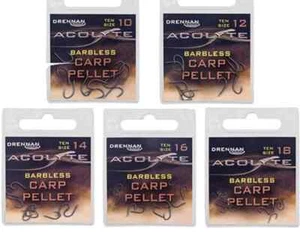 DRENNAN TEN SIZE 10
ACOLYTE
BARBLESS
CARP
PELLET
DRENNAN TEN SIZE 12
ACOLYTE
BARBLESS
CARP
PELLET
DRENNAN TEN SIZE 14
ACOLYTE
BARBLESS
CARP
PELLET
DRENNAN TEN SIZE 16
ACOLYTE
BARBLESS
CARP
PELLET
DRENNAN TEN SIZE 18
ACOLYTE
BARBLESS
CARP
PELLET